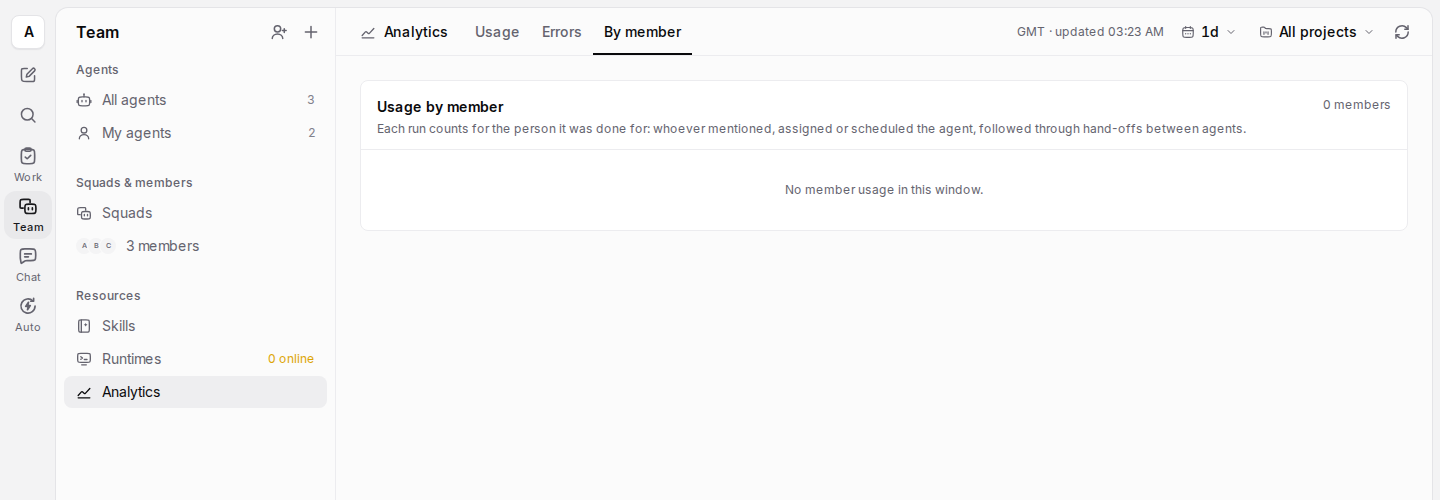 A
Work
Team
Chat
Auto
Team
Agents
All agents 3
My agents 2
Squads & members
Squads
A B C 3 members
Resources
Skills
Runtimes 0 online
Analytics
Analytics Usage Errors By member GMT · updated 03:23 AM 1d All projects
Usage by member 0 members
Each run counts for the person it was done for: whoever mentioned, assigned or scheduled the agent, followed through hand-offs between agents.
No member usage in this window.